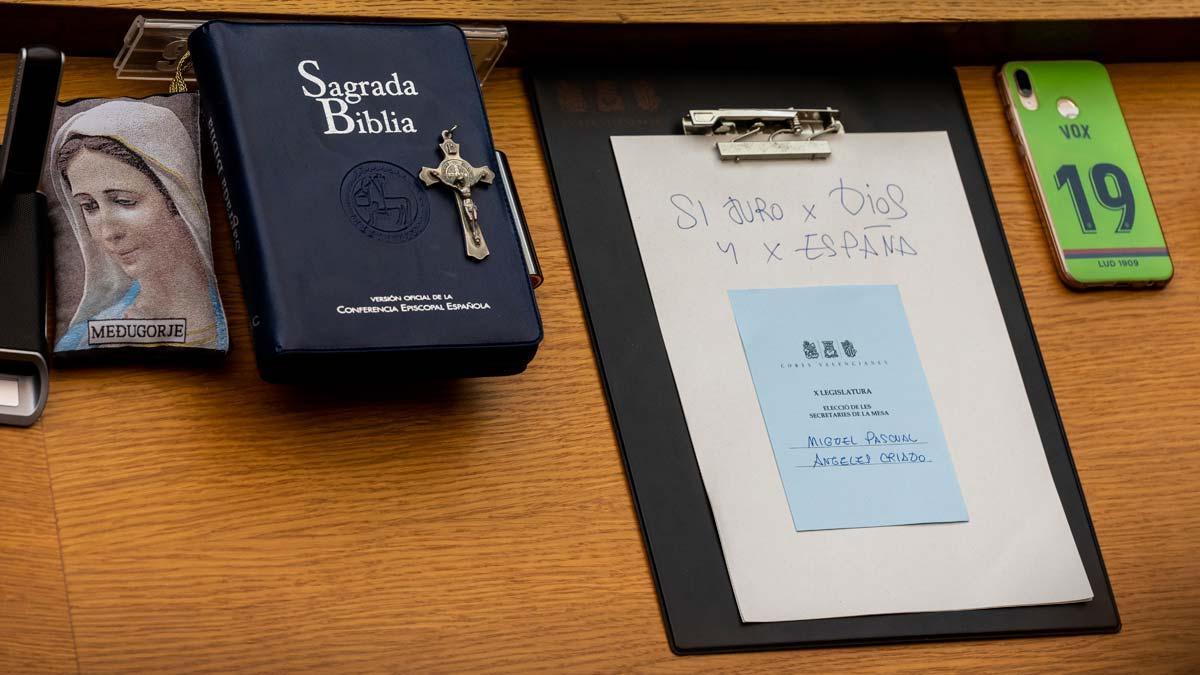 MEĐUGORJE
Sagrada
Biblia
VERSIÓN OFICIAL DE LA
CONFERENCIA EPISCOPAL ESPAÑOLA
SI JURO x DIOS
Y x ESPAÑA
CORTS VALENCIANES
X LEGISLATURA
ELECCIÓ DE LES
SECRETARIES DE LA MESA
MIGUEL PASCUAL
ANGELES CRIADO
VOX
19
LUD 1909